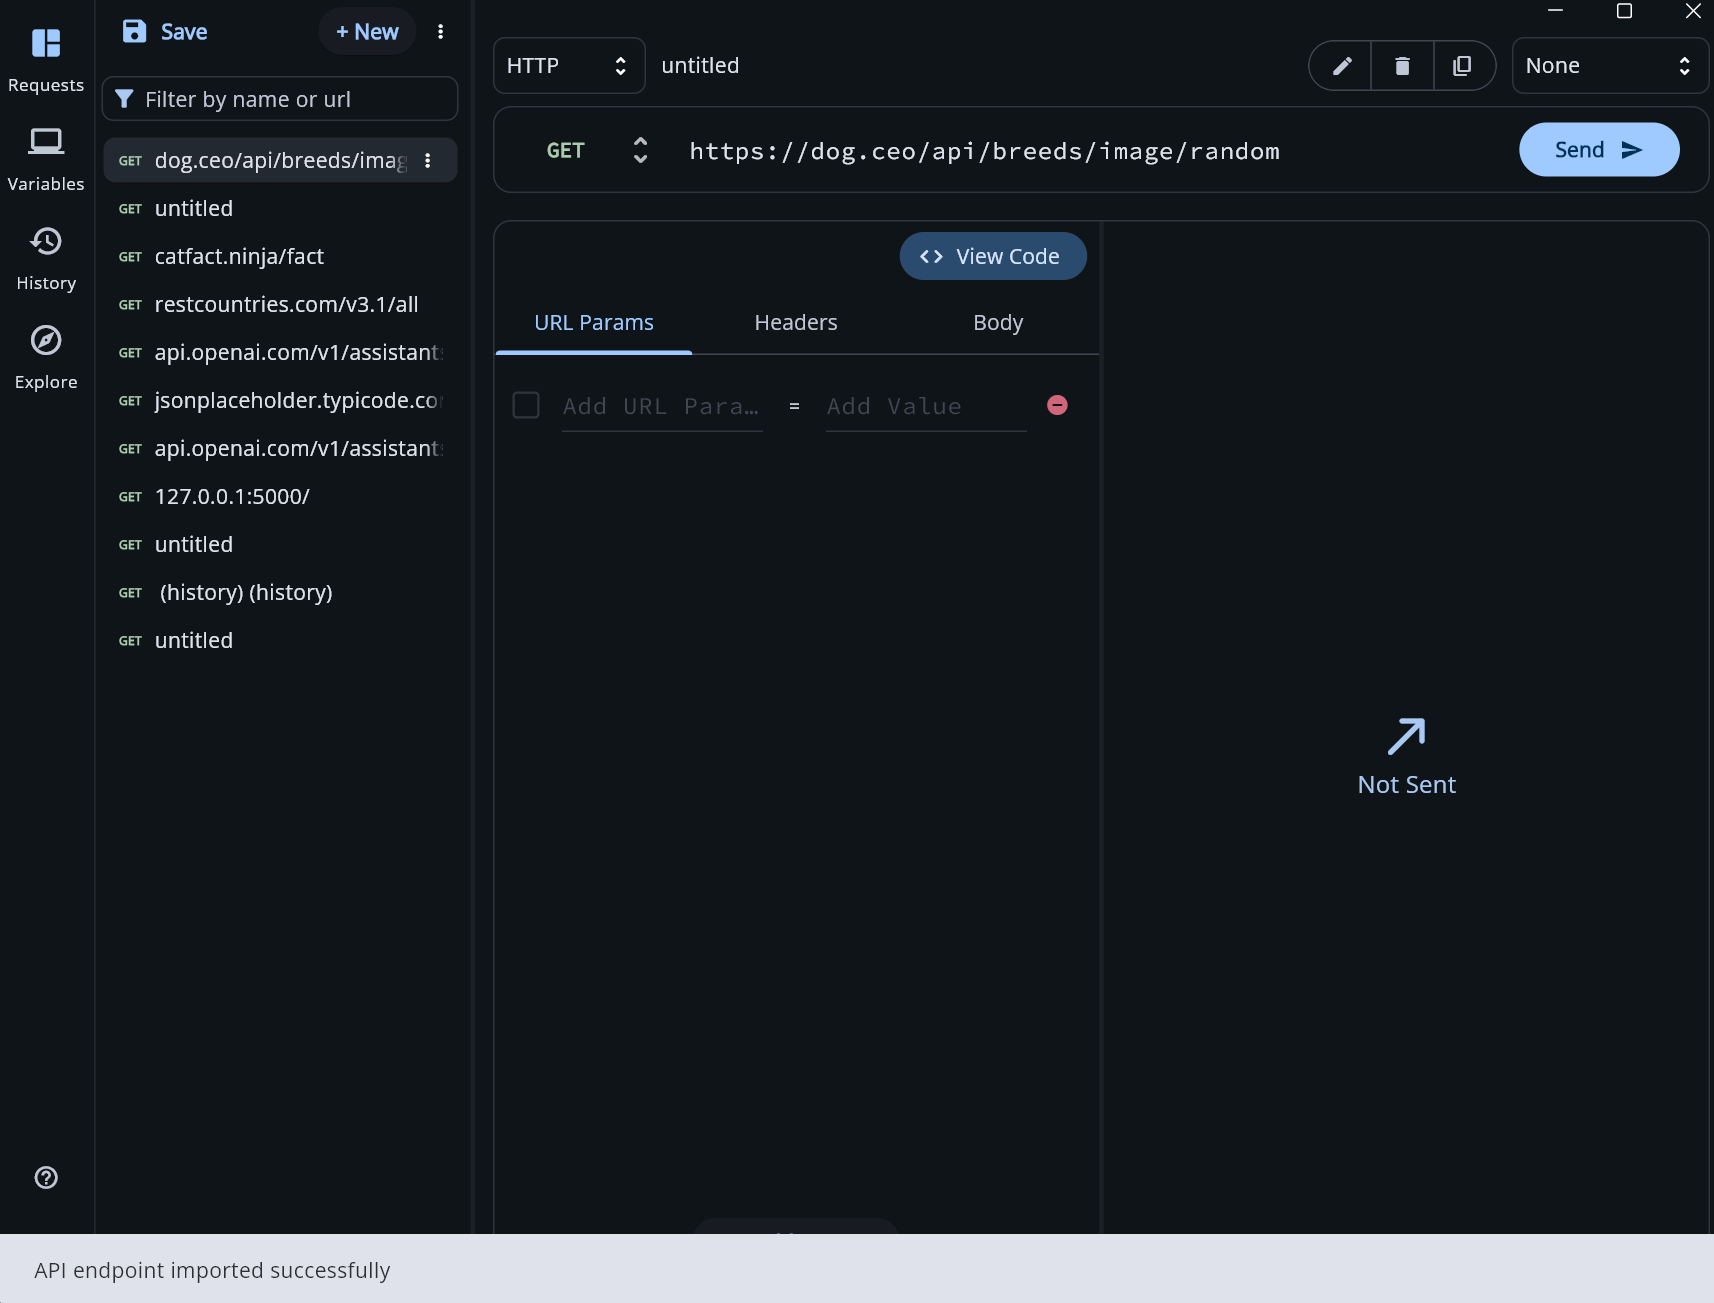 Requests
Variables
History
Explore
Save
+ New
Filter by name or url
GET dog.ceo/api/breeds/imag
GET untitled
GET catfact.ninja/fact
GET restcountries.com/v3.1/all
GET api.openai.com/v1/assistants
GET jsonplaceholder.typicode.co
GET api.openai.com/v1/assistants
GET 127.0.0.1:5000/
GET untitled
GET (history) (history)
GET untitled
HTTP
untitled
None
GET
https://dog.ceo/api/breeds/image/random
Send
<> View Code
URL Params
Headers
Body
Add URL Para…
=
Add Value
Not Sent
API endpoint imported successfully